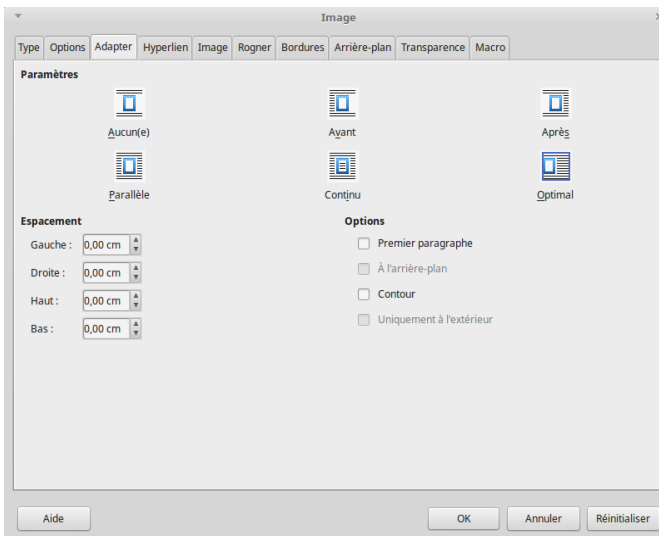 Image
Type Options Adapter Hyperlien Image Rogner Bordures Arrière-plan Transparence Macro
Paramètres
Aucun(e) Avant Après
Parallèle Continu Optimal
Espacement Options
Gauche : 0,00 cm Premier paragraphe
Droite : 0,00 cm À l'arrière-plan
Haut : 0,00 cm Contour
Bas : 0,00 cm Uniquement à l'extérieur
Aide OK Annuler Réinitialiser